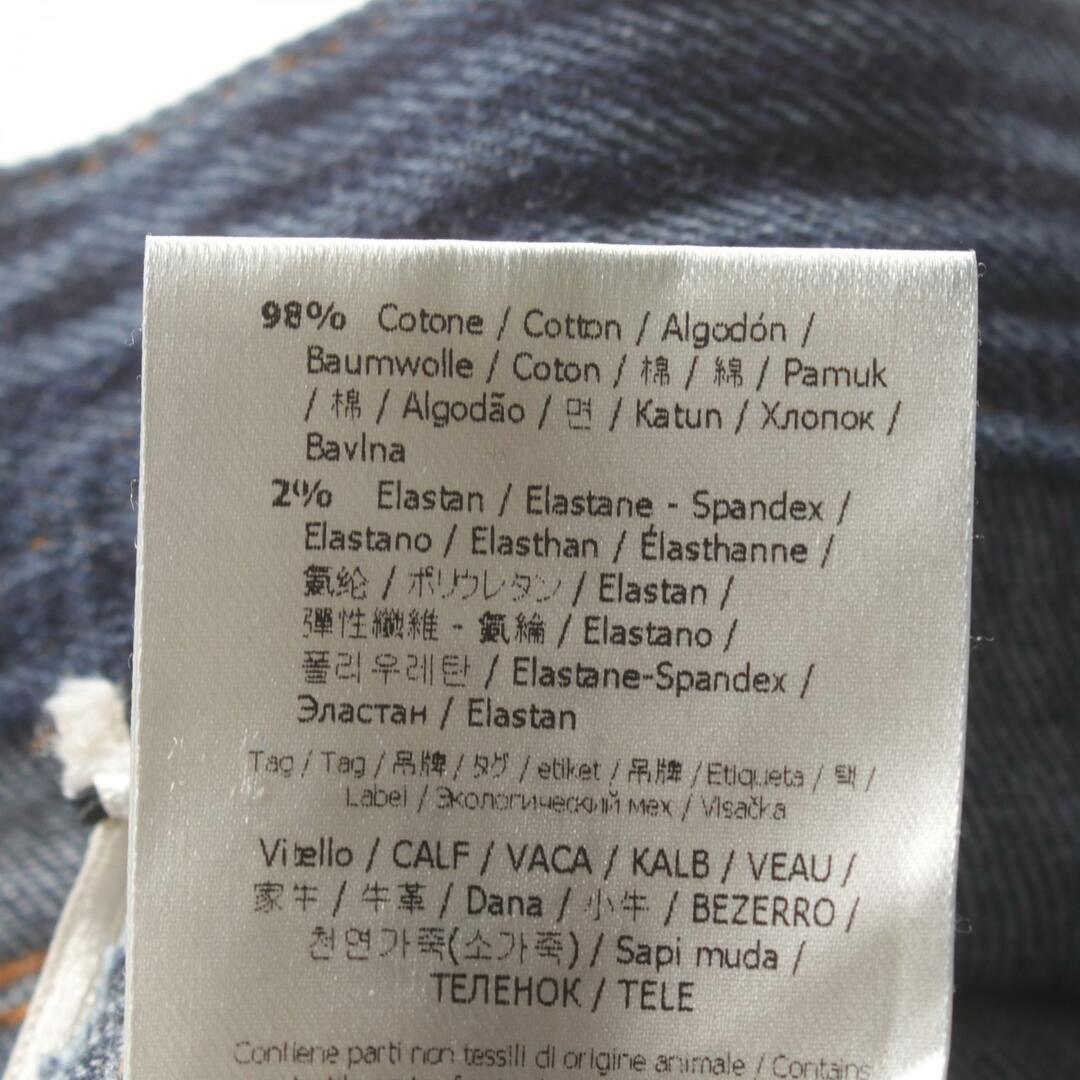 98% Cotone / Cotton / Algodón /
Baumwolle / Coton / 棉 / 綿 / Pamuk
/ 棉 / Algodão / 면 / Katun / Хлопок /
Bavlna
2% Elastan / Elastane - Spandex /
Elastano / Elasthan / Élasthanne /
氨纶 / ポリウレタン / Elastan /
彈性纖維 - 氨綸 / Elastano /
폴리우레탄 / Elastane-Spandex /
Эластан / Elastan
Tag / Tag / 吊牌 / タグ / etiket / 吊牌 / Etiqueta / 택 /
Label / Экологический мех / Visačka
Vitello / CALF / VACA / KALB / VEAU /
家牛 / 牛革 / Dana / 小牛 / BEZERRO /
천연가죽(소가죽) / Sapi muda /
ТЕЛЕНОК / TELE
Contiene parti non tessili di origine animale / Contains